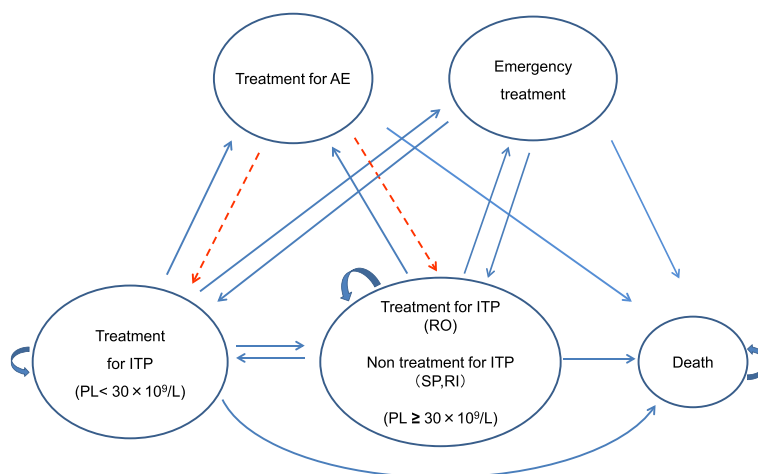 Treatment for AE
Emergency
treatment
Treatment
for ITP
(PL< 30 × 10⁹/L)
Treatment for ITP
(RO)
Non treatment for ITP
（SP,RI）
(PL ≥ 30 × 10⁹/L)
Death